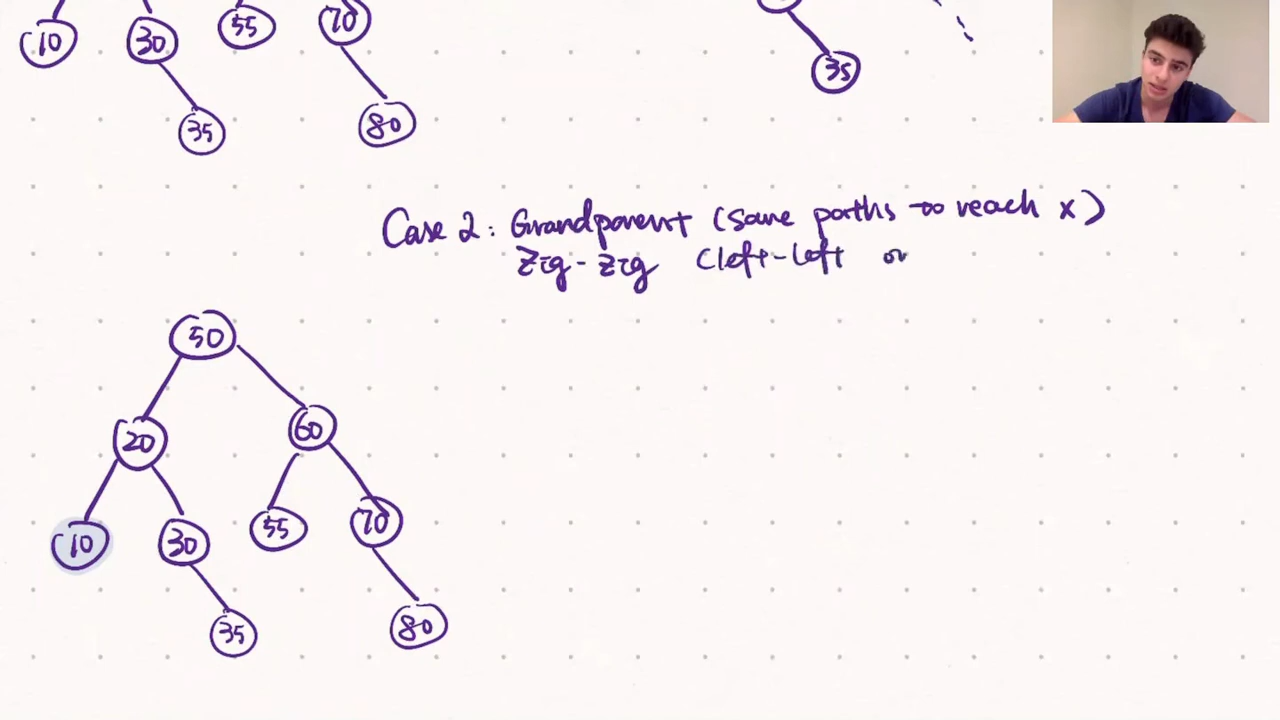 10 30 55 70
35
35 80
Case 2: Grandparent (same paths to reach x)
zig-zig (left-left or
50
20 60
10 30 55 70
35 80